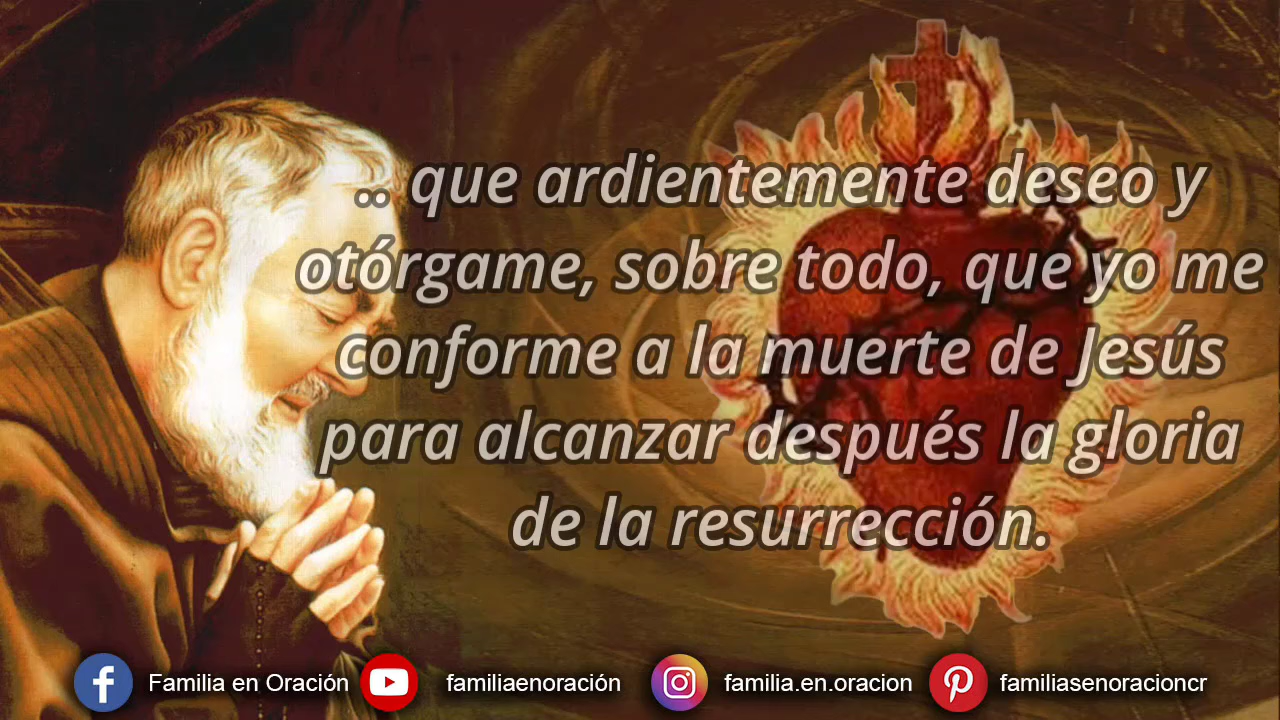 .. que ardientemente deseo y
otórgame, sobre todo, que yo me
conforme a la muerte de Jesús
para alcanzar después la gloria
de la resurrección.
Familia en Oración familiaenoración familia.en.oracion familiasenoracioncr